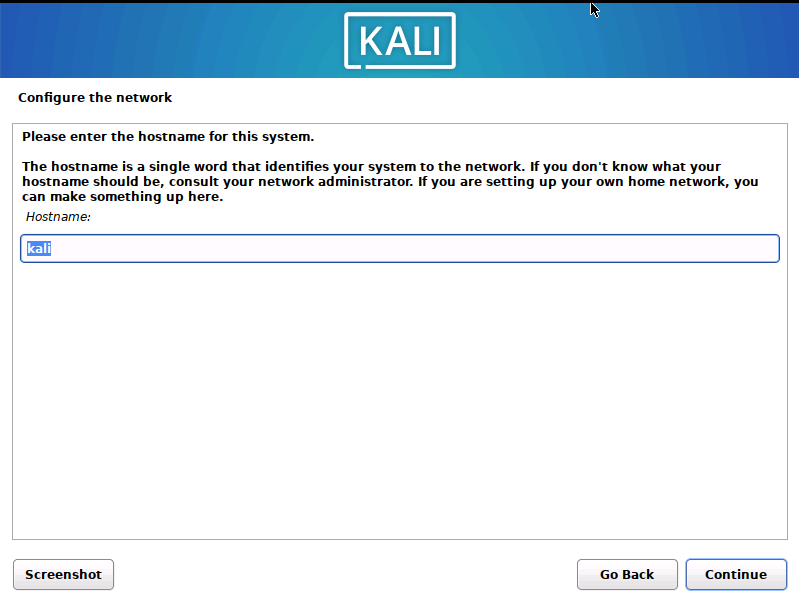 KALI
Configure the network
Please enter the hostname for this system.
The hostname is a single word that identifies your system to the network. If you don't know what your
hostname should be, consult your network administrator. If you are setting up your own home network, you
can make something up here.
Hostname:
kali
Screenshot
Go Back
Continue